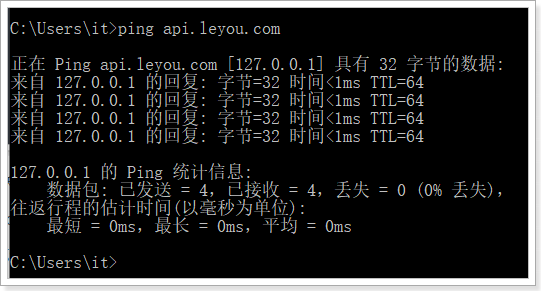 C:\Users\it>ping api.leyou.com
正在 Ping api.leyou.com [127.0.0.1] 具有 32 字节的数据:
来自 127.0.0.1 的回复: 字节=32 时间<1ms TTL=64
来自 127.0.0.1 的回复: 字节=32 时间<1ms TTL=64
来自 127.0.0.1 的回复: 字节=32 时间<1ms TTL=64
来自 127.0.0.1 的回复: 字节=32 时间<1ms TTL=64
127.0.0.1 的 Ping 统计信息:
数据包: 已发送 = 4，已接收 = 4，丢失 = 0 (0% 丢失)，
往返行程的估计时间(以毫秒为单位):
最短 = 0ms，最长 = 0ms，平均 = 0ms
C:\Users\it>